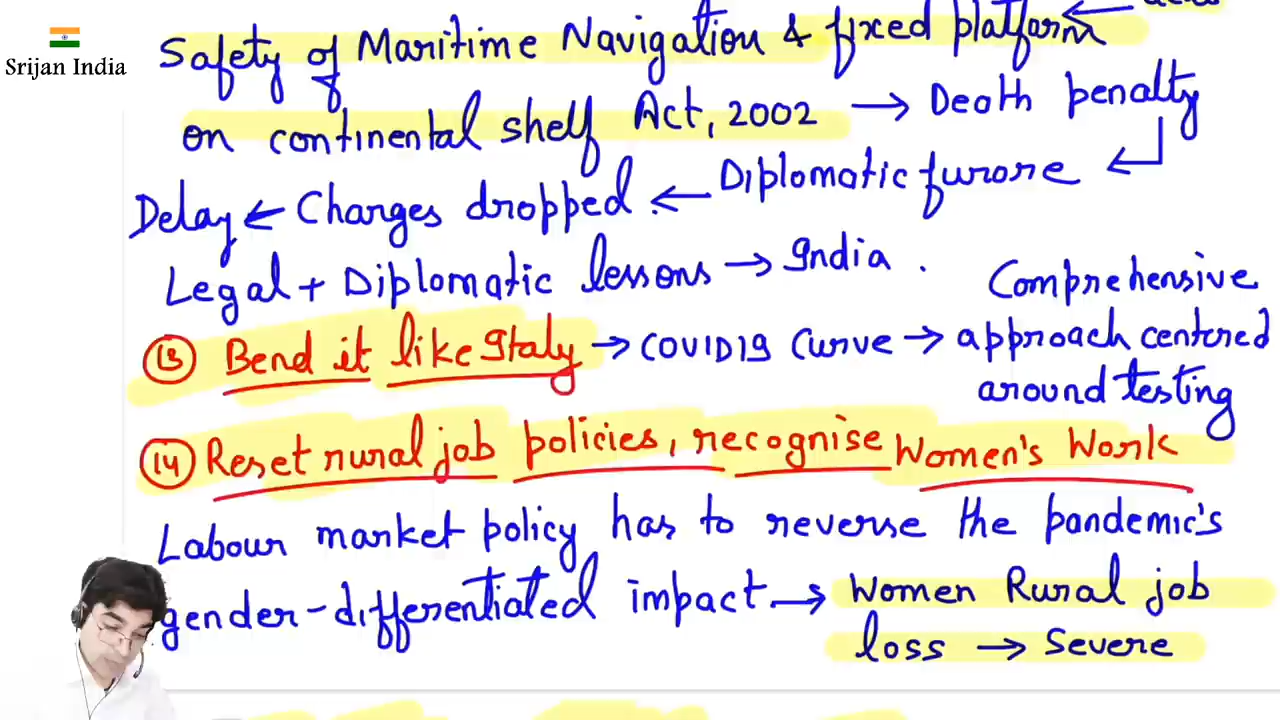 Srijan India
Safety of Maritime Navigation & fixed platform ←
on continental shelf Act, 2002 → Death penalty
Delay ← Charges dropped. ← Diplomatic furore ↵
Legal + Diplomatic lessons → India.
(13) Bend it like Italy → COVID19 Curve → Comprehensive
approach centered
around testing
(14) Reset rural job policies, recognise Women's Work
Labour market policy has to reverse the pandemic's
gender-differentiated impact → Women Rural job
loss → Severe